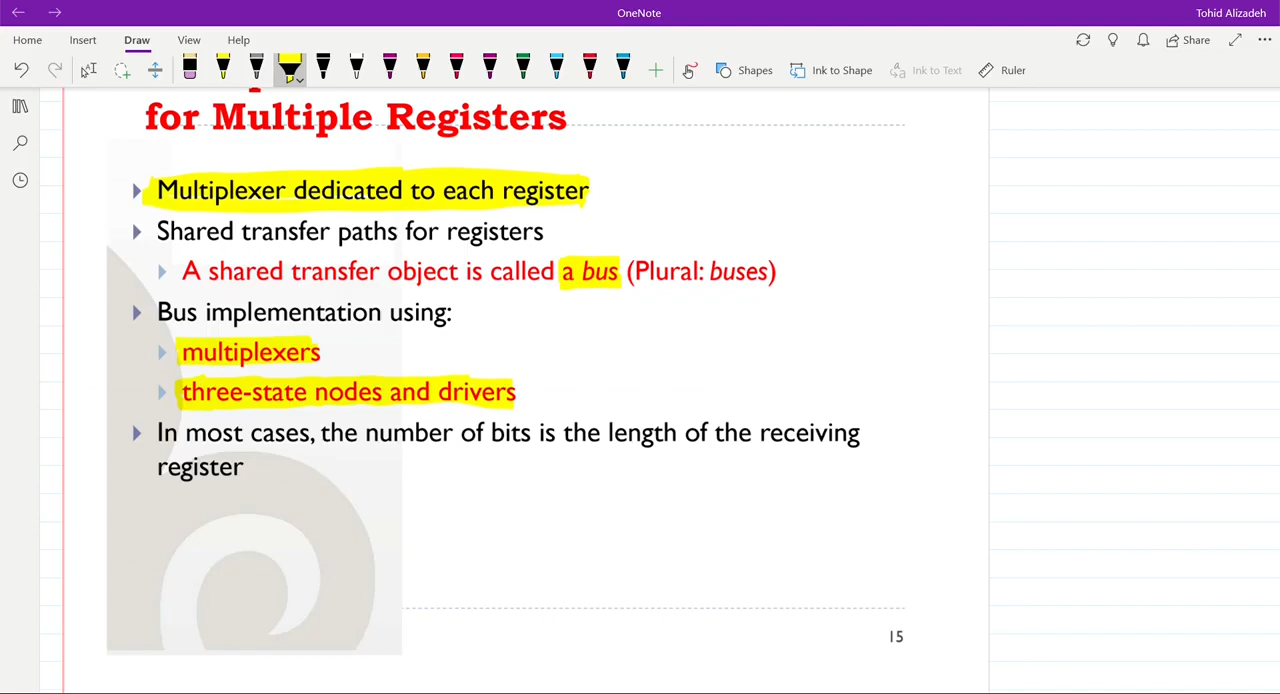 OneNote
Tohid Alizadeh
Home Insert Draw View Help
Share
Shapes Ink to Shape Ink to Text Ruler
for Multiple Registers
Multiplexer dedicated to each register
Shared transfer paths for registers
A shared transfer object is called a bus (Plural: buses)
Bus implementation using:
multiplexers
three-state nodes and drivers
In most cases, the number of bits is the length of the receiving
register
15